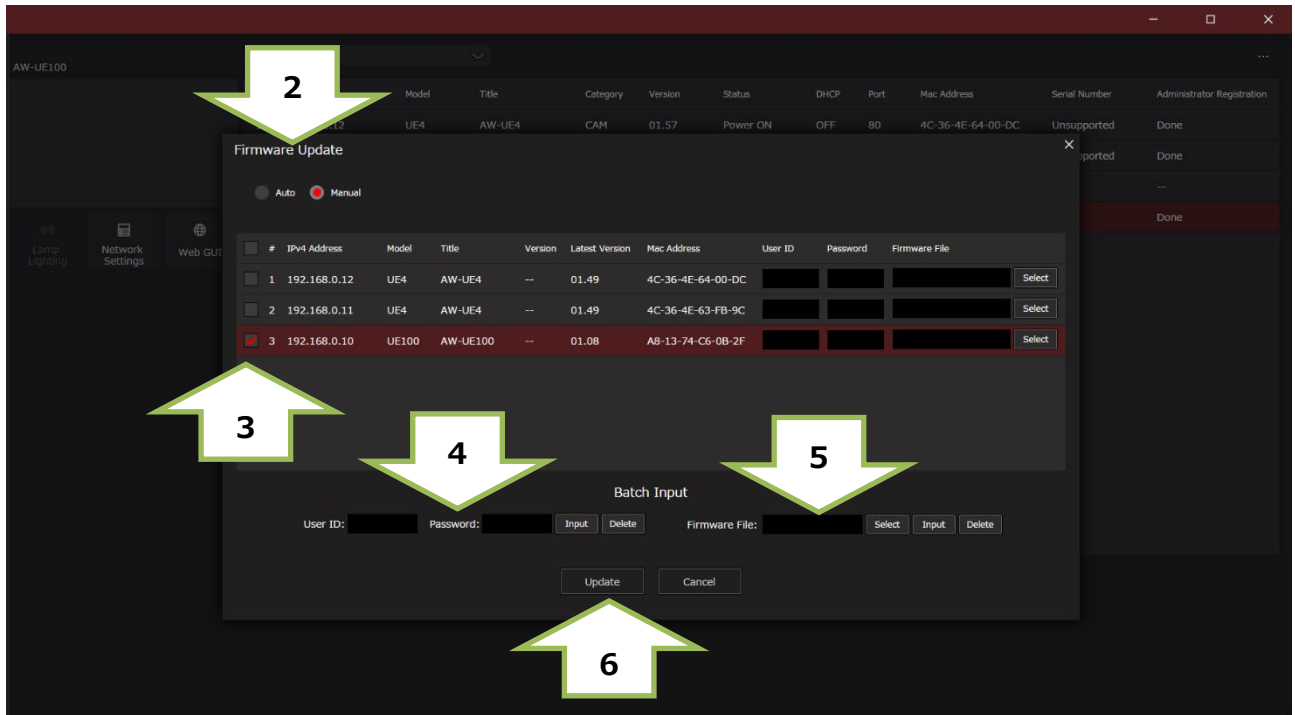 AW-UE100
...
2
Model Title Category Version Status DHCP Port Mac Address Serial Number Administrator Registration
UE4 AW-UE4 CAM 01.57 Power ON OFF 80 4C-36-4E-64-00-DC Unsupported Done
Firmware Update
Done
--
Done
Auto Manual
Lamp Lighting
Network Settings
Web GUI
# IPv4 Address Model Title Version Latest Version Mac Address User ID Password Firmware File
1 192.168.0.12 UE4 AW-UE4 -- 01.49 4C-36-4E-64-00-DC Select
2 192.168.0.11 UE4 AW-UE4 -- 01.49 4C-36-4E-63-FB-9C Select
3 192.168.0.10 UE100 AW-UE100 -- 01.08 A8-13-74-C6-0B-2F Select
3
4
5
Batch Input
User ID: Password: Input Delete Firmware File: Select Input Delete
Update Cancel
6